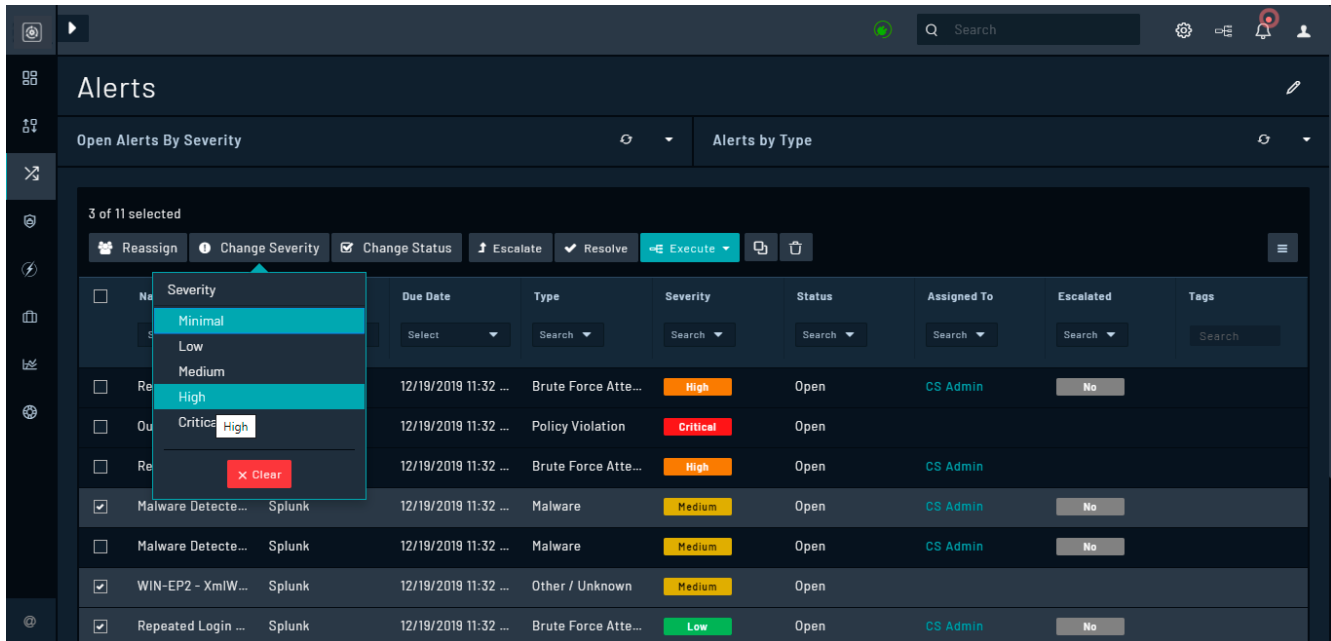 Search
Alerts
Open Alerts By Severity
Alerts by Type
3 of 11 selected
Reassign Change Severity Change Status Escalate Resolve Execute
Severity
Minimal
Low
Medium
High
Critica
High
Clear
Na Due Date Type Severity Status Assigned To Escalated Tags
S Select Search Search Search Search Search Search
Re 12/19/2019 11:32 ... Brute Force Atte... High Open CS Admin No
Ou 12/19/2019 11:32 ... Policy Violation Critical Open
Re 12/19/2019 11:32 ... Brute Force Atte... High Open CS Admin
Malware Detecte... Splunk 12/19/2019 11:32 ... Malware Medium Open CS Admin No
Malware Detecte... Splunk 12/19/2019 11:32 ... Malware Medium Open CS Admin No
WIN-EP2 - XmlW... Splunk 12/19/2019 11:32 ... Other / Unknown Medium Open
@ Repeated Login ... Splunk 12/19/2019 11:32 ... Brute Force Atte... Low Open CS Admin No